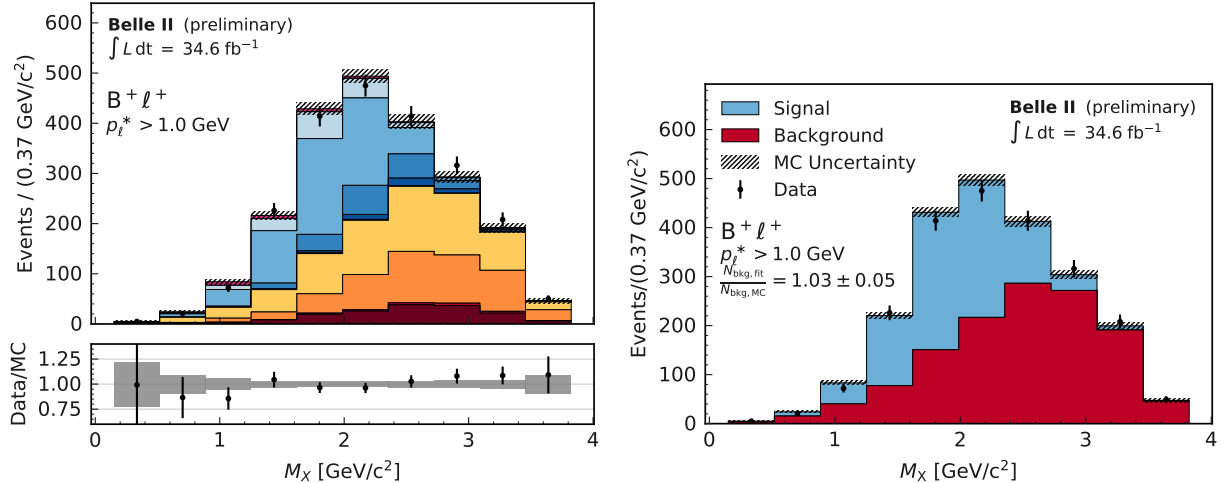 Belle II (preliminary)
∫ L dt = 34.6 fb⁻¹
B⁺ℓ⁺
p*ℓ > 1.0 GeV
Events / (0.37 GeV/c²)
600
500
400
300
200
100
0
Data/MC
1.25
1.00
0.75
0 1 2 3 4
M_X [GeV/c²]
Signal
Background
MC Uncertainty
Data
Belle II (preliminary)
∫ L dt = 34.6 fb⁻¹
B⁺ℓ⁺
p*ℓ > 1.0 GeV
N_bkg,fit / N_bkg,MC = 1.03 ± 0.05
Events/(0.37 GeV/c²)
600
500
400
300
200
100
0
0 1 2 3 4
M_X [GeV/c²]